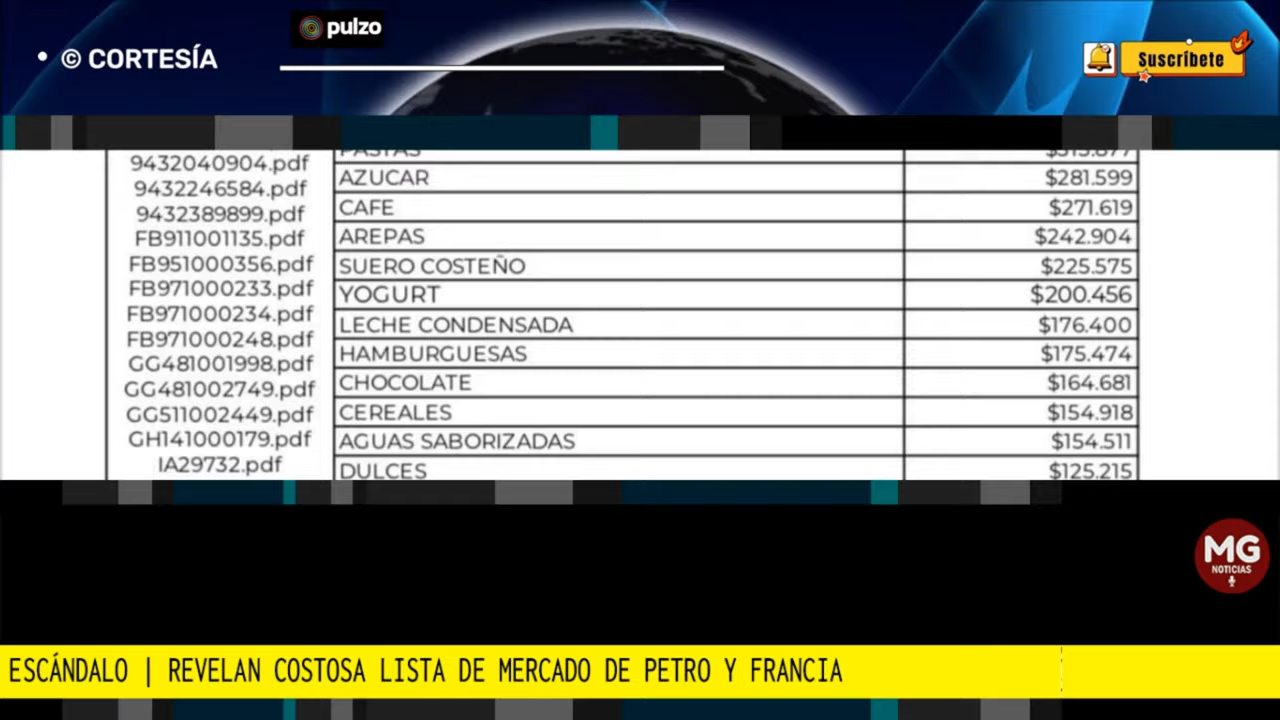 pulzo
• © CORTESÍA
Suscríbete
9432040904.pdf
9432246584.pdf
9432389899.pdf
FB911001135.pdf
FB951000356.pdf
FB971000233.pdf
FB971000234.pdf
FB971000248.pdf
GG481001998.pdf
GG481002749.pdf
GG511002449.pdf
GH141000179.pdf
IA29732.pdf
PASTAS $315.877
AZUCAR $281.599
CAFE $271.619
AREPAS $242.904
SUERO COSTEÑO $225.575
YOGURT $200.456
LECHE CONDENSADA $176.400
HAMBURGUESAS $175.474
CHOCOLATE $164.681
CEREALES $154.918
AGUAS SABORIZADAS $154.511
DULCES $125.215
MG
NOTICIAS
ESCÁNDALO | REVELAN COSTOSA LISTA DE MERCADO DE PETRO Y FRANCIA